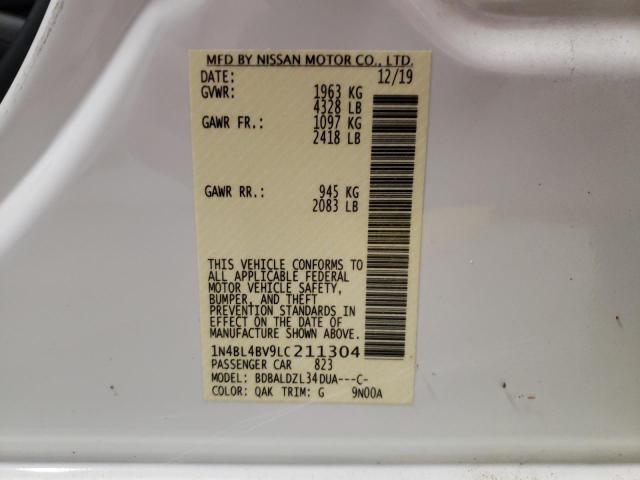 MFD BY NISSAN MOTOR CO., LTD.
DATE: 12/19
GVWR: 1963 KG
4328 LB
GAWR FR.: 1097 KG
2418 LB
GAWR RR.: 945 KG
2083 LB
THIS VEHICLE CONFORMS TO
ALL APPLICABLE FEDERAL
MOTOR VEHICLE SAFETY,
BUMPER, AND THEFT
PREVENTION STANDARDS IN
EFFECT ON THE DATE OF
MANUFACTURE SHOWN ABOVE.
1N4BL4BV9LC211304
PASSENGER CAR 823
MODEL: BDBALDZL34DUA---C-
COLOR: QAK TRIM: G 9N00A